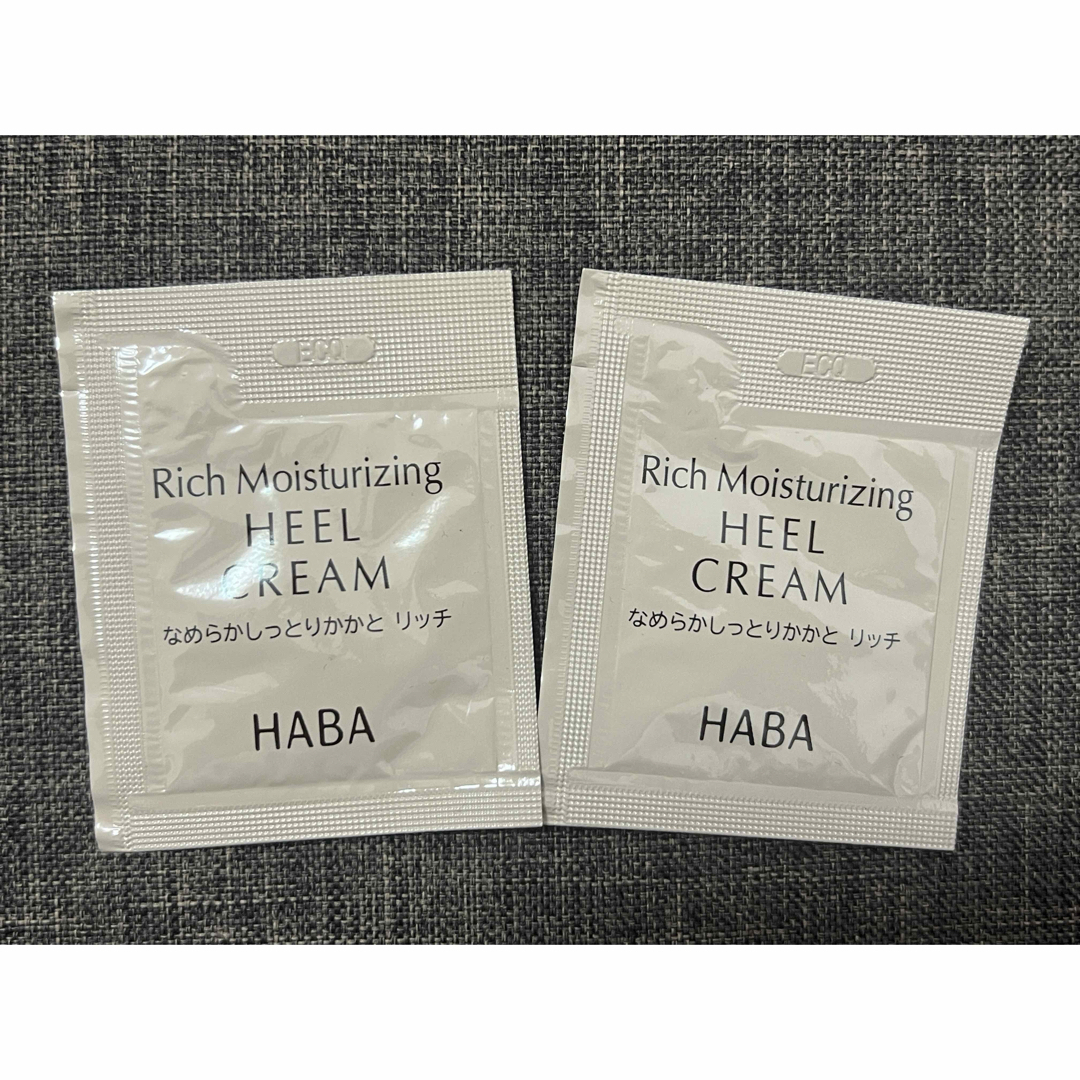 ECO
Rich Moisturizing
HEEL
CREAM
なめらかしっとりかかと リッチ
HABA
ECO
Rich Moisturizing
HEEL
CREAM
なめらかしっとりかかと リッチ
HABA